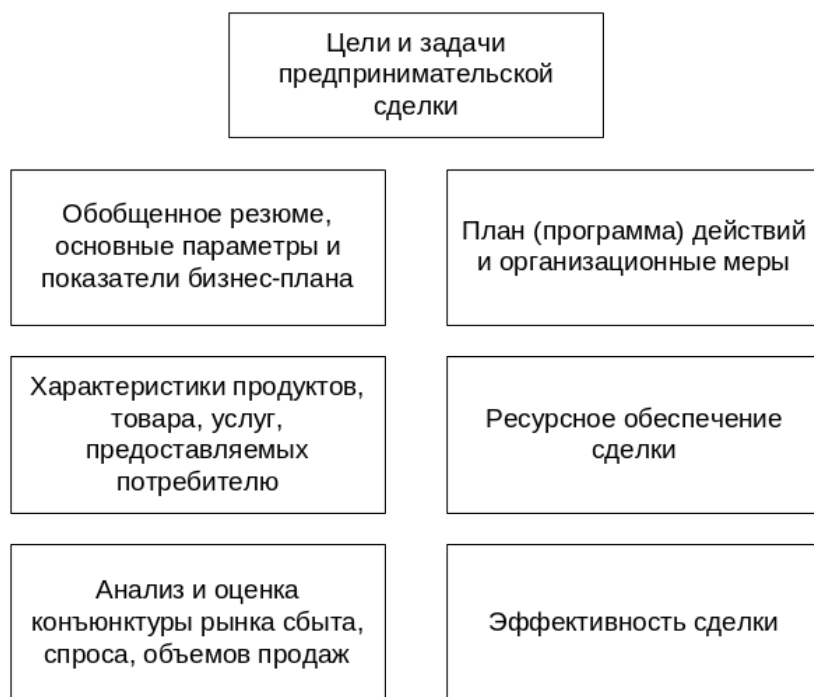 Цели и задачи
предпринимательской
сделки
Обобщенное резюме,
основные параметры и
показатели бизнес-плана
План (программа) действий
и организационные меры
Характеристики продуктов,
товара, услуг,
предоставляемых
потребителю
Ресурсное обеспечение
сделки
Анализ и оценка
конъюнктуры рынка сбыта,
спроса, объемов продаж
Эффективность сделки